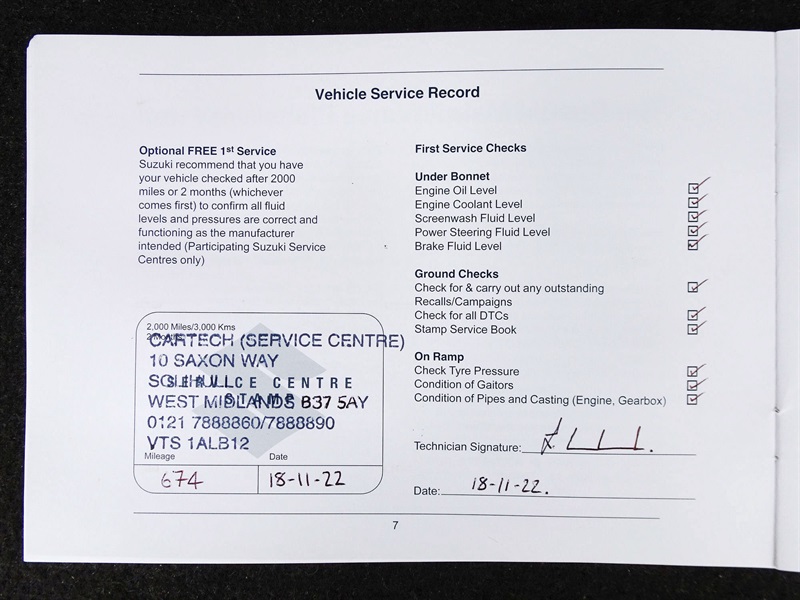 Vehicle Service Record
Optional FREE 1st Service
Suzuki recommend that you have
your vehicle checked after 2000
miles or 2 months (whichever
comes first) to confirm all fluid
levels and pressures are correct and
functioning as the manufacturer
intended (Participating Suzuki Service
Centres only)
2,000 Miles/3,000 Kms
CARTECH (SERVICE CENTRE)
10 SAXON WAY
SOLIHULL
SERVICE CENTRE
STAMP
WEST MIDLANDS B37 5AY
0121 7888860/7888890
VTS 1ALB12
Mileage Date
674 18-11-22
First Service Checks
Under Bonnet
Engine Oil Level
Engine Coolant Level
Screenwash Fluid Level
Power Steering Fluid Level
Brake Fluid Level
Ground Checks
Check for & carry out any outstanding
Recalls/Campaigns
Check for all DTCs
Stamp Service Book
On Ramp
Check Tyre Pressure
Condition of Gaitors
Condition of Pipes and Casting (Engine, Gearbox)
Technician Signature:
Date: 18-11-22.
7